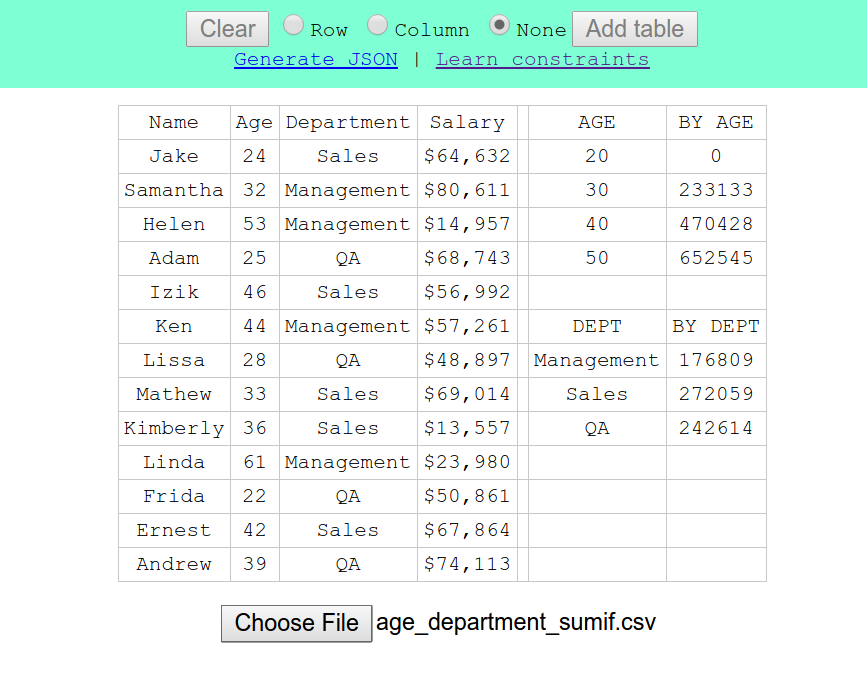 Clear Row Column None Add table
Generate JSON | Learn constraints
Name Age Department Salary AGE BY AGE
Jake 24 Sales $64,632 20 0
Samantha 32 Management $80,611 30 233133
Helen 53 Management $14,957 40 470428
Adam 25 QA $68,743 50 652545
Izik 46 Sales $56,992
Ken 44 Management $57,261 DEPT BY DEPT
Lissa 28 QA $48,897 Management 176809
Mathew 33 Sales $69,014 Sales 272059
Kimberly 36 Sales $13,557 QA 242614
Linda 61 Management $23,980
Frida 22 QA $50,861
Ernest 42 Sales $67,864
Andrew 39 QA $74,113
Choose File age_department_sumif.csv